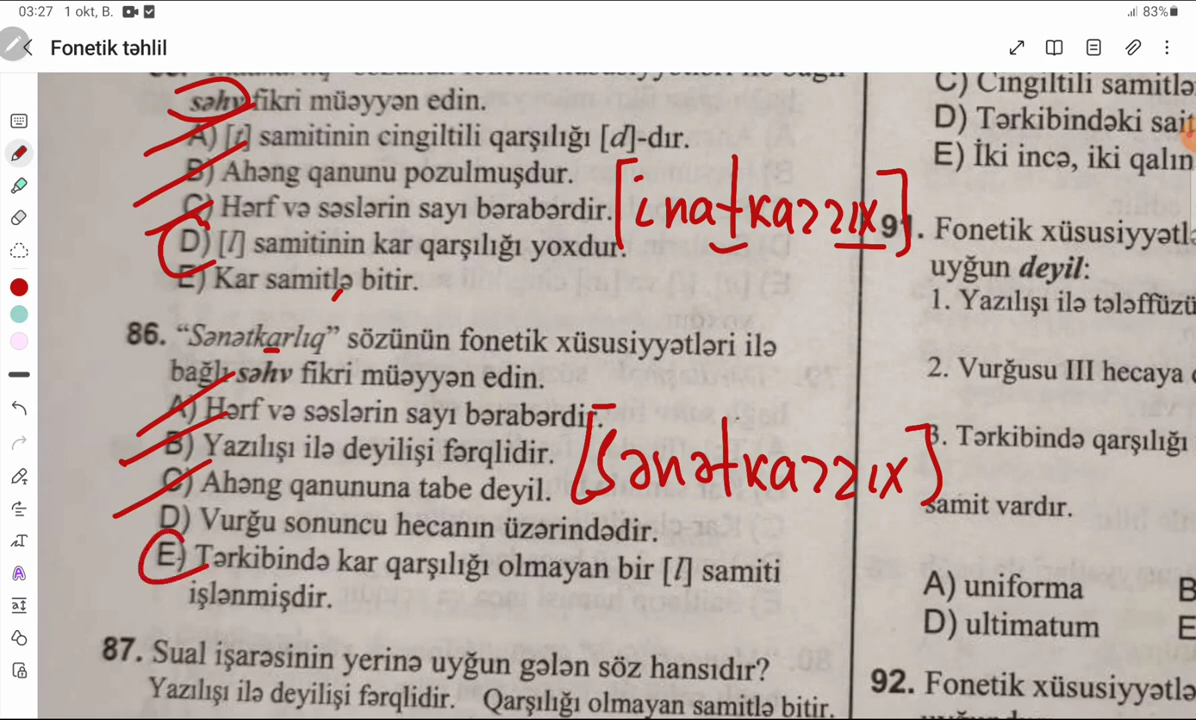 03:27 1 okt, B. 83%
Fonetik təhlil
səhv fikri müəyyən edin.
A) [t] samitinin cingiltili qarşılığı [d]-dır.
B) Ahəng qanunu pozulmuşdur.
C) Hərf və səslərin sayı bərabərdir.
D) [l] samitinin kar qarşılığı yoxdur.
E) Kar samitlə bitir.
[inatkarrıx]
86. “Sənətkarlıq” sözünün fonetik xüsusiyyətləri ilə
bağlı səhv fikri müəyyən edin.
A) Hərf və səslərin sayı bərabərdir.
B) Yazılışı ilə deyilişi fərqlidir.
C) Ahəng qanununa tabe deyil.
D) Vurğu sonuncu hecanın üzərindədir.
E) Tərkibində kar qarşılığı olmayan bir [l] samiti
işlənmişdir.
[sənətkarrıx]
87. Sual işarəsinin yerinə uyğun gələn söz hansıdır?
Yazılışı ilə deyilişi fərqlidir. Qarşılığı olmayan samitlə bitir.
C) Cingiltili samitlə
D) Tərkibindəki sait
E) İki incə, iki qalın
91. Fonetik xüsusiyyətlə
uyğun deyil:
1. Yazılışı ilə tələffüzü
2. Vurğusu III hecaya
3. Tərkibində qarşılığı
samit vardır.
A) uniforma B
D) ultimatum E
92. Fonetik xüsusiyyətlə